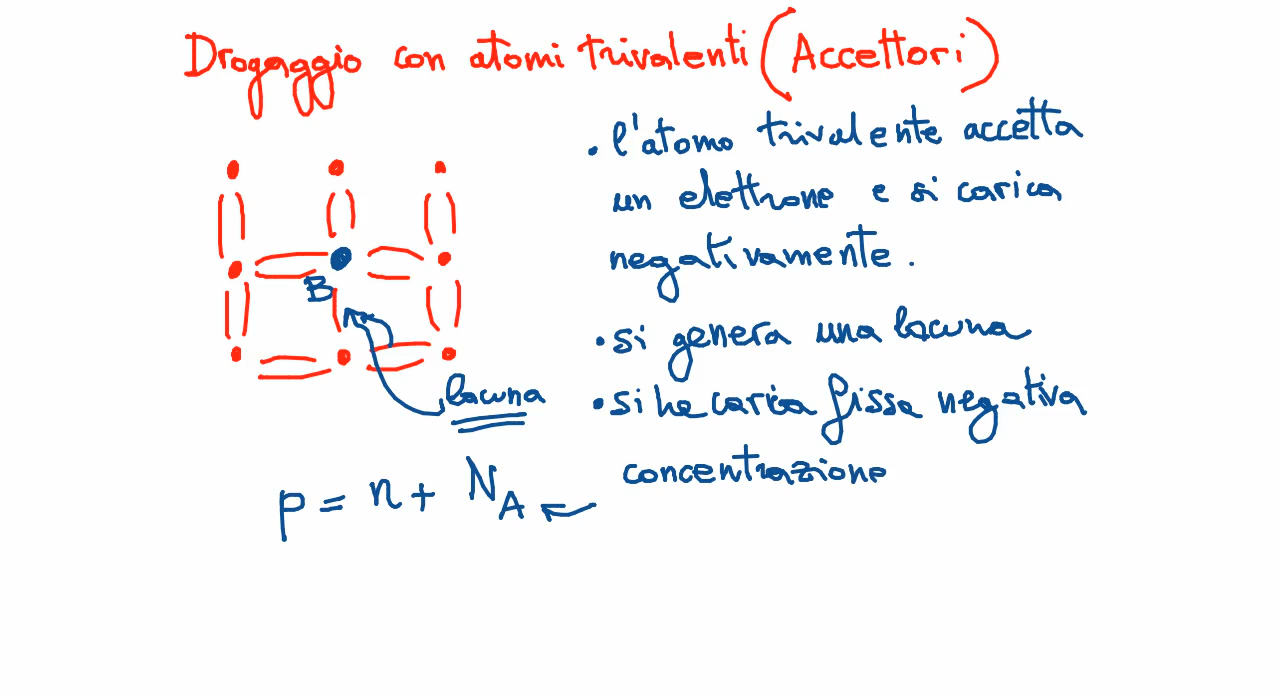 Drogaggio con atomi trivalenti (Accettori)
• l'atomo trivalente accetta
un elettrone e si carica
negativamente.
B
• si genera una lacuna
lacuna
• si ha carica fissa negativa
concentrazione
p = n + N_A